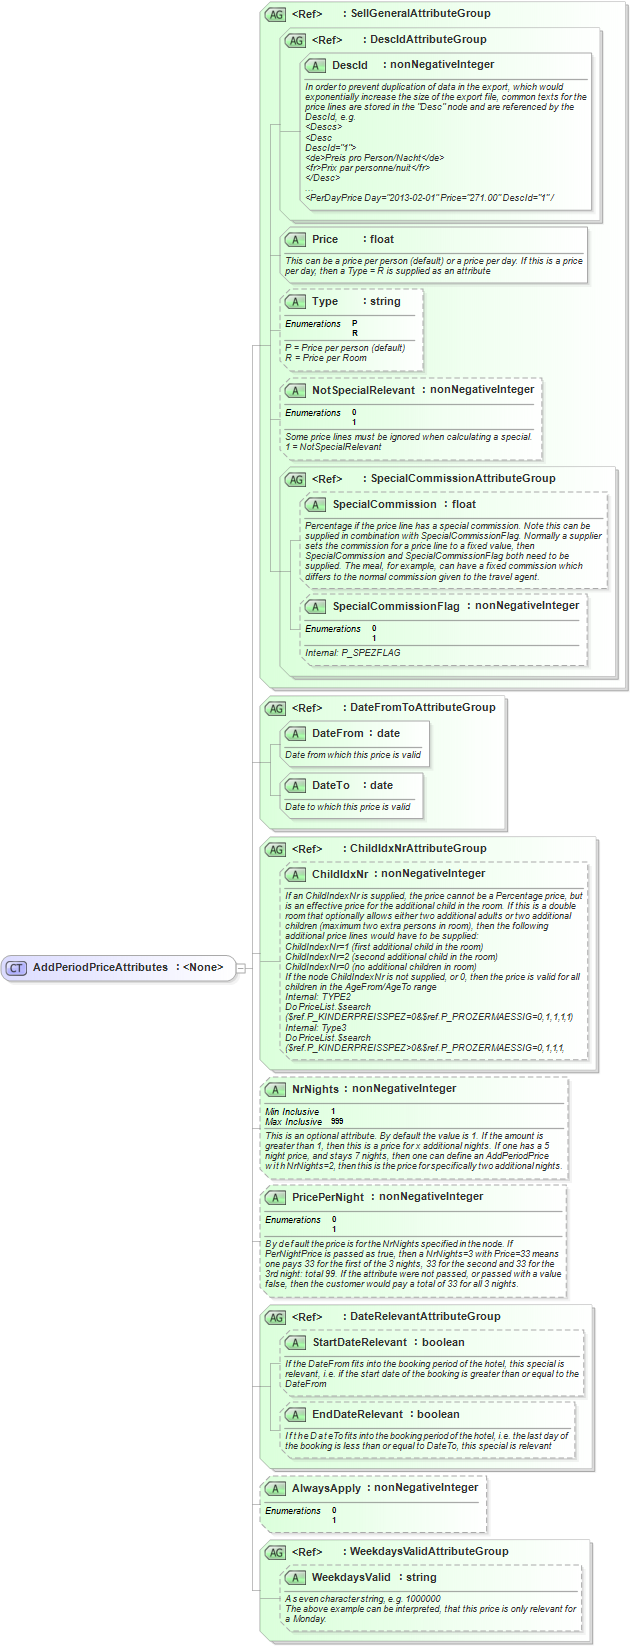 AG <Ref> : SellGeneralAttributeGroup
AG <Ref> : DescIdAttributeGroup
A DescId : nonNegativeInteger
In order to prevent duplication of data in the export, which would
exponentially increase the size of the export file, common texts for the
price lines are stored in the "Desc" node and are referenced by the
DescId, e.g.
<Descs>
<Desc
DescId="1">
<de>Preis pro Person/Nacht</de>
<fr>Prix par personne/nuit</fr>
</Desc>
...
<PerDayPrice Day="2013-02-01" Price="271.00" DescId="1" /
A Price : float
This can be a price per person (default) or a price per day. If this is a price
per day, then a Type = R is supplied as an attribute
A Type : string
Enumerations P
R
P = Price per person (default)
R = Price per Room
A NotSpecialRelevant : nonNegativeInteger
Enumerations 0
1
Some price lines must be ignored when calculating a special.
1 = NotSpecialRelevant
AG <Ref> : SpecialCommissionAttributeGroup
A SpecialCommission : float
Percentage if the price line has a special commission. Note this can be
supplied in combination with SpecialCommissionFlag. Normally a supplier
sets the commission for a price line to a fixed value, then
SpecialCommission and SpecialCommissionFlag both need to be
supplied. The meal, for example, can have a fixed commission which
differs to the normal commission given to the travel agent.
A SpecialCommissionFlag : nonNegativeInteger
Enumerations 0
1
Internal: P_SPEZFLAG
AG <Ref> : DateFromToAttributeGroup
A DateFrom : date
Date from which this price is valid
A DateTo : date
Date to which this price is valid
AG <Ref> : ChildIdxNrAttributeGroup
A ChildIdxNr : nonNegativeInteger
If an ChildIndexNr is supplied, the price cannot be a Percentage price, but
is an effective price for the additional child in the room. If this is a double
room that optionally allows either two additional adults or two additional
children (maximum two extra persons in room), then the following
additional price lines would have to be supplied:
ChildIndexNr=1 (first additional child in the room)
ChildIndexNr=2 (second additional child in the room)
ChildIndexNr=0 (no additional children in room)
If the node ChildIndexNr is not supplied, or 0, then the price is valid for all
children in the AgeFrom/AgeTo range
Internal: TYPE2
DoPriceList.$search
($ref.P_KINDERPREISSPEZ=0&$ref.P_PROZERMAESSIG=0,1,1,1,1)
Internal: Type3
DoPriceList.$search
($ref.P_KINDERPREISSPEZ>0&$ref.P_PROZERMAESSIG=0,1,1,1,
CT AddPeriodPriceAttributes : <None>
A NrNights : nonNegativeInteger
Min Inclusive 1
Max Inclusive 999
This is an optional attribute. By default the value is 1. If the amount is
greater than 1, then this is a price for x additional nights. If one has a 5
night price, and stays 7 nights, then one can define an AddPeriodPrice
with NrNights=2, then this is the price for specifically two additional nights.
A PricePerNight : nonNegativeInteger
Enumerations 0
1
By default the price is for the NrNights specified in the node. If
PerNightPrice is passed as true, then a NrNights=3 with Price=33 means
one pays 33 for the first of the 3 nights, 33 for the second and 33 for the
3rd night: total 99. If the attribute were not passed, or passed with a value
false, then the customer would pay a total of 33 for all 3 nights.
AG <Ref> : DateRelevantAttributeGroup
A StartDateRelevant : boolean
If the DateFrom fits into the booking period of the hotel, this special is
relevant, i.e. if the start date of the booking is greater than or equal to the
DateFrom
A EndDateRelevant : boolean
If the DateTo fits into the booking period of the hotel, i.e. the last day of
the booking is less than or equal to DateTo, this special is relevant
A AlwaysApply : nonNegativeInteger
Enumerations 0
1
AG <Ref> : WeekdaysValidAttributeGroup
A WeekdaysValid : string
A seven character string, e.g. 1000000
The above example can be interpreted, that this price is only relevant for
a Monday.